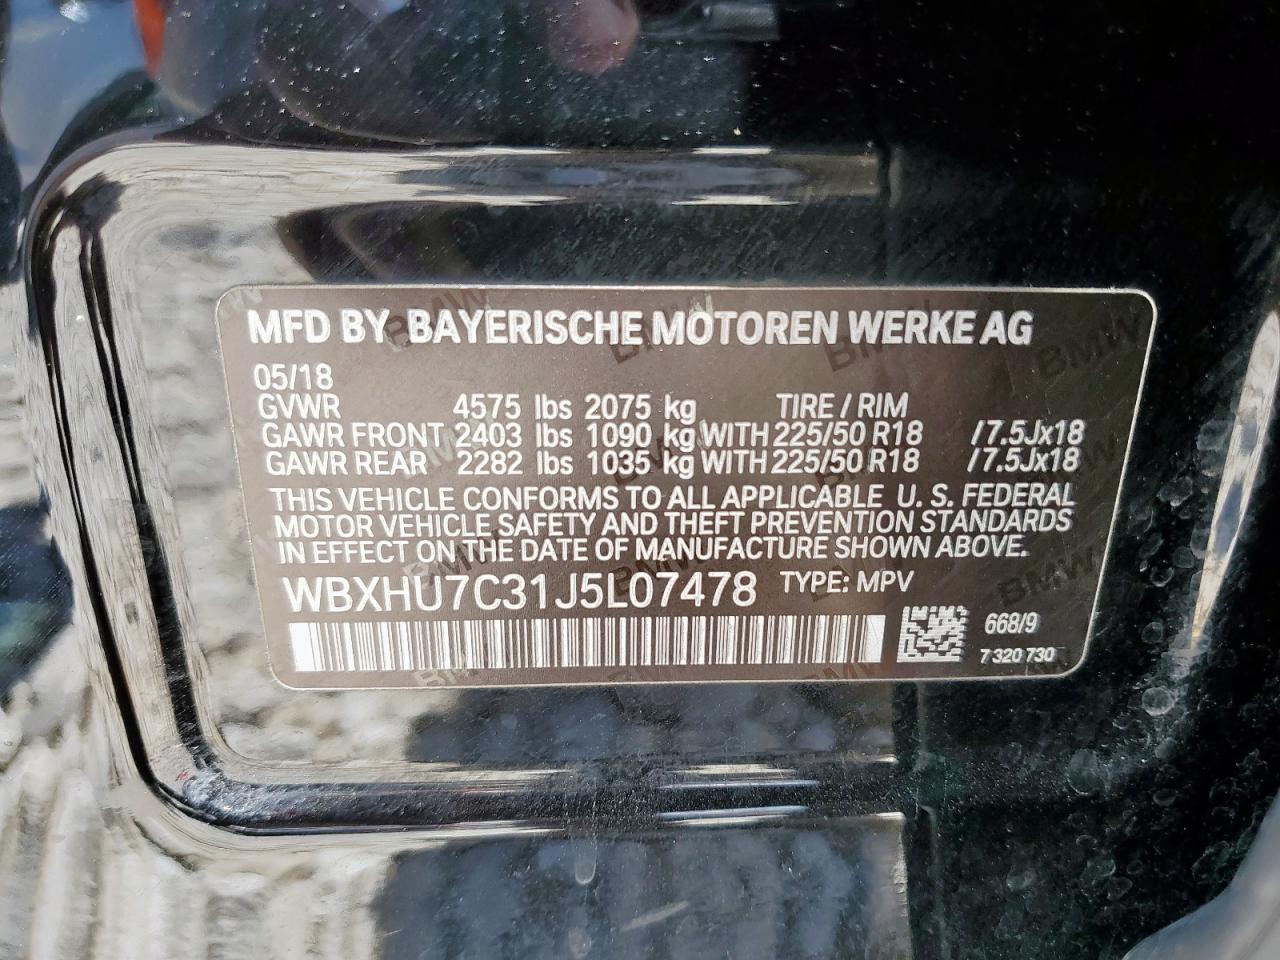 MFD BY BAYERISCHE MOTOREN WERKE AG
05/18
GVWR 4575 lbs 2075 kg TIRE / RIM
GAWR FRONT 2403 lbs 1090 kg WITH 225/50 R18 /7.5Jx18
GAWR REAR 2282 lbs 1035 kg WITH 225/50 R18 /7.5Jx18
THIS VEHICLE CONFORMS TO ALL APPLICABLE U. S. FEDERAL
MOTOR VEHICLE SAFETY AND THEFT PREVENTION STANDARDS
IN EFFECT ON THE DATE OF MANUFACTURE SHOWN ABOVE.
WBXHU7C31J5L07478 TYPE: MPV
668/9
7 320 730